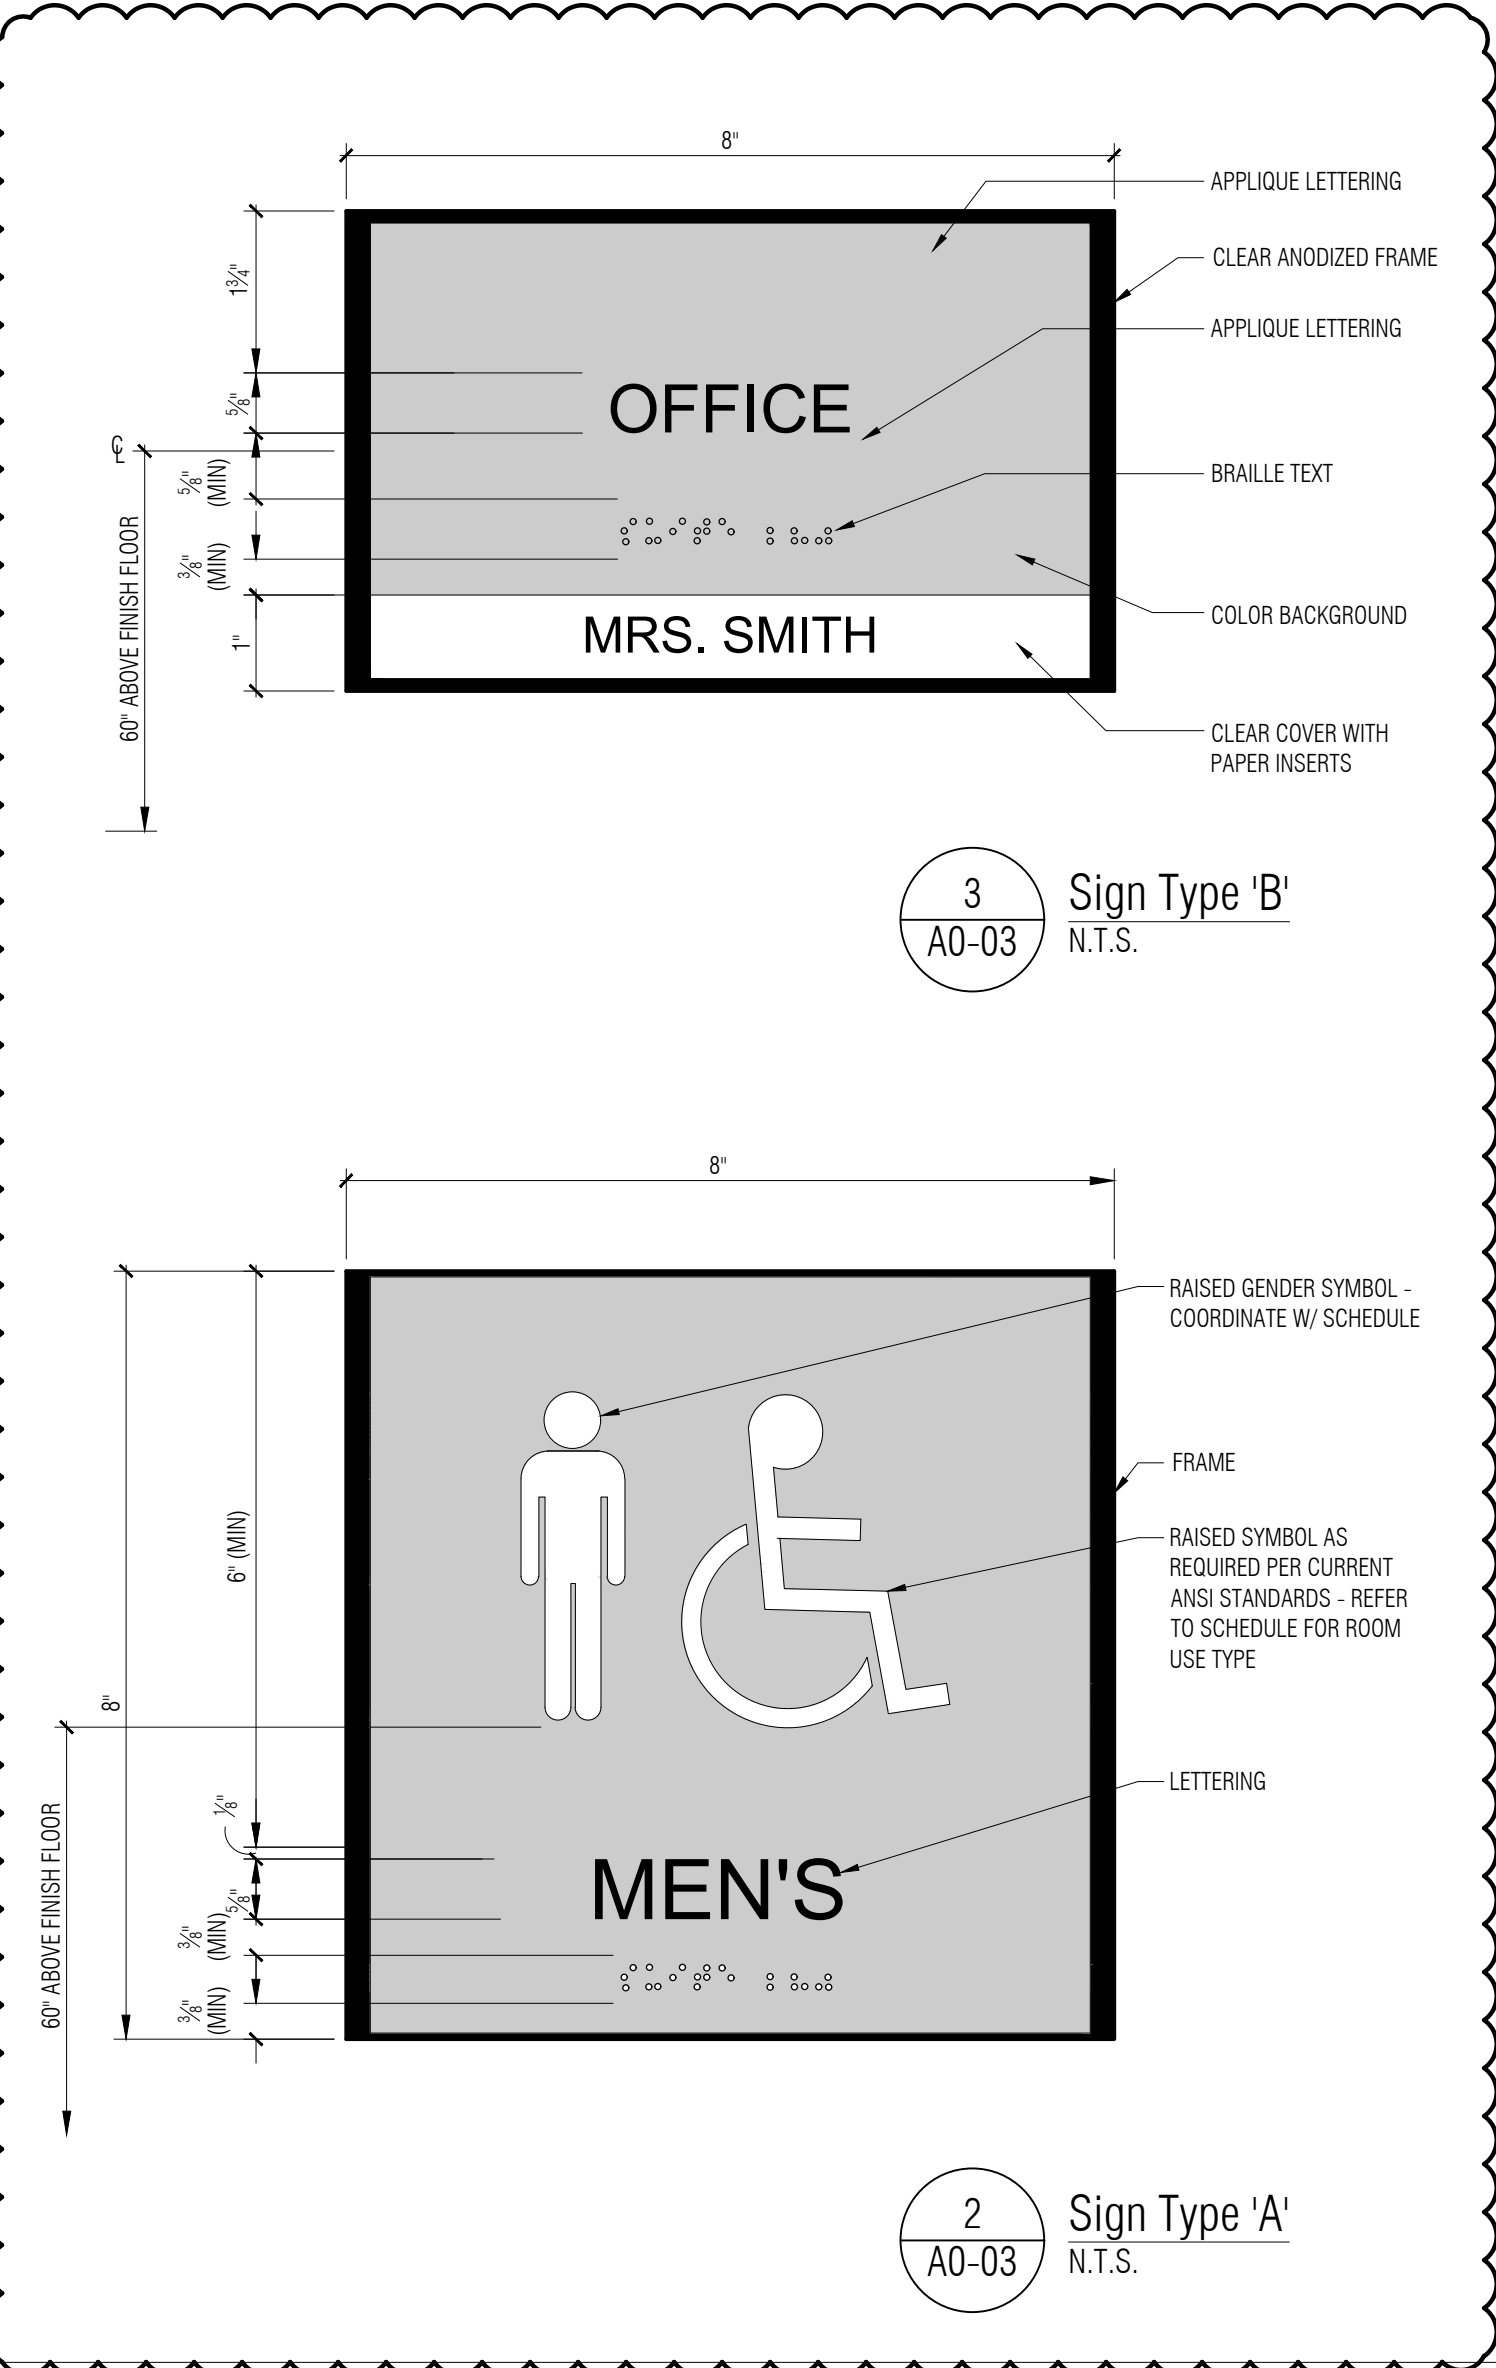 8"
APPLIQUE LETTERING
CLEAR ANODIZED FRAME
1¾"
APPLIQUE LETTERING
⅝"
OFFICE
℄
⅝"
(MIN)
BRAILLE TEXT
⅜"
(MIN)
60" ABOVE FINISH FLOOR
COLOR BACKGROUND
1"
MRS. SMITH
CLEAR COVER WITH
PAPER INSERTS
3
A0-03
Sign Type 'B'
N.T.S.
8"
RAISED GENDER SYMBOL -
COORDINATE W/ SCHEDULE
FRAME
6" (MIN)
RAISED SYMBOL AS
REQUIRED PER CURRENT
ANSI STANDARDS - REFER
TO SCHEDULE FOR ROOM
USE TYPE
8"
LETTERING
⅛"
60" ABOVE FINISH FLOOR
MEN'S
⅝"
⅜"
(MIN)
⅜"
(MIN)
2
A0-03
Sign Type 'A'
N.T.S.